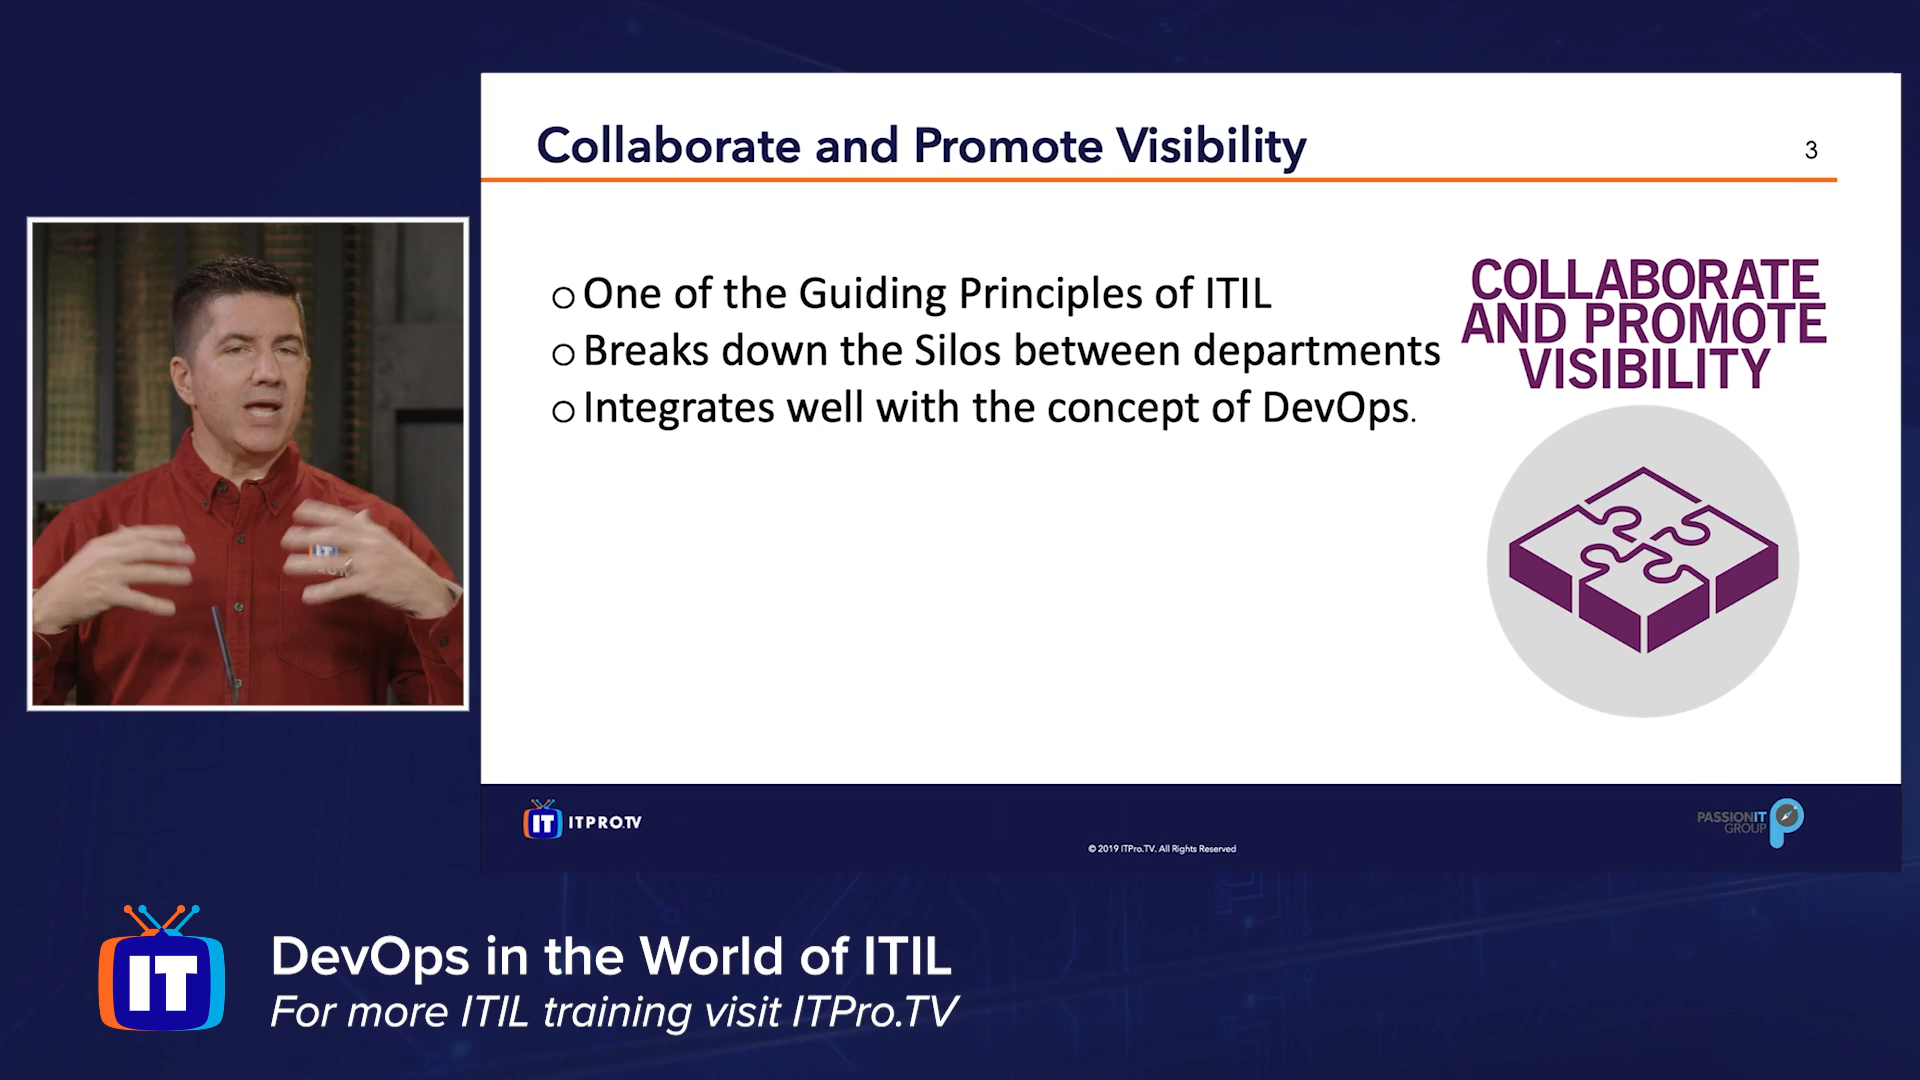 Collaborate and Promote Visibility
3
One of the Guiding Principles of ITIL
Breaks down the Silos between departments
Integrates well with the concept of DevOps.
COLLABORATE
AND PROMOTE
VISIBILITY
IT
IT ITPRO.TV
© 2019 ITPro.TV. All Rights Reserved
PASSIONIT
GROUP
IT
DevOps in the World of ITIL
For more ITIL training visit ITPro.TV